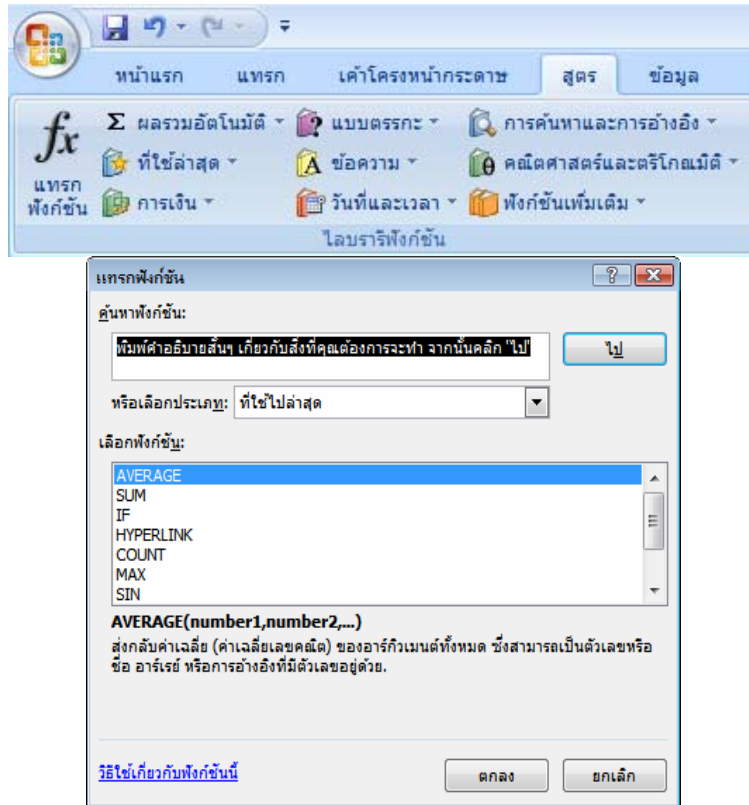 หน้าแรก แทรก เค้าโครงหน้ากระดาษ สูตร ข้อมูล
fx แทรกฟังก์ชัน
Σ ผลรวมอัตโนมัติ แบบตรรกะ การค้นหาและการอ้างอิง
ที่ใช้ล่าสุด ข้อความ คณิตศาสตร์และตรีโกณมิติ
การเงิน วันที่และเวลา ฟังก์ชันเพิ่มเติม
ไลบรารีฟังก์ชัน
แทรกฟังก์ชัน
ค้นหาฟังก์ชัน:
พิมพ์คำอธิบายสั้นๆ เกี่ยวกับสิ่งที่คุณต้องการจะทำ จากนั้นคลิก "ไป" ไป
หรือเลือกประเภท: ที่ใช้ไปล่าสุด
เลือกฟังก์ชัน:
AVERAGE
SUM
IF
HYPERLINK
COUNT
MAX
SIN
AVERAGE(number1,number2,...)
ส่งกลับค่าเฉลี่ย (ค่าเฉลี่ยเลขคณิต) ของอาร์กิวเมนต์ทั้งหมด ซึ่งสามารถเป็นตัวเลขหรือ
ชื่อ อาร์เรย์ หรือการอ้างอิงที่มีตัวเลขอยู่ด้วย.
วิธีใช้เกี่ยวกับฟังก์ชันนี้ ตกลง ยกเลิก